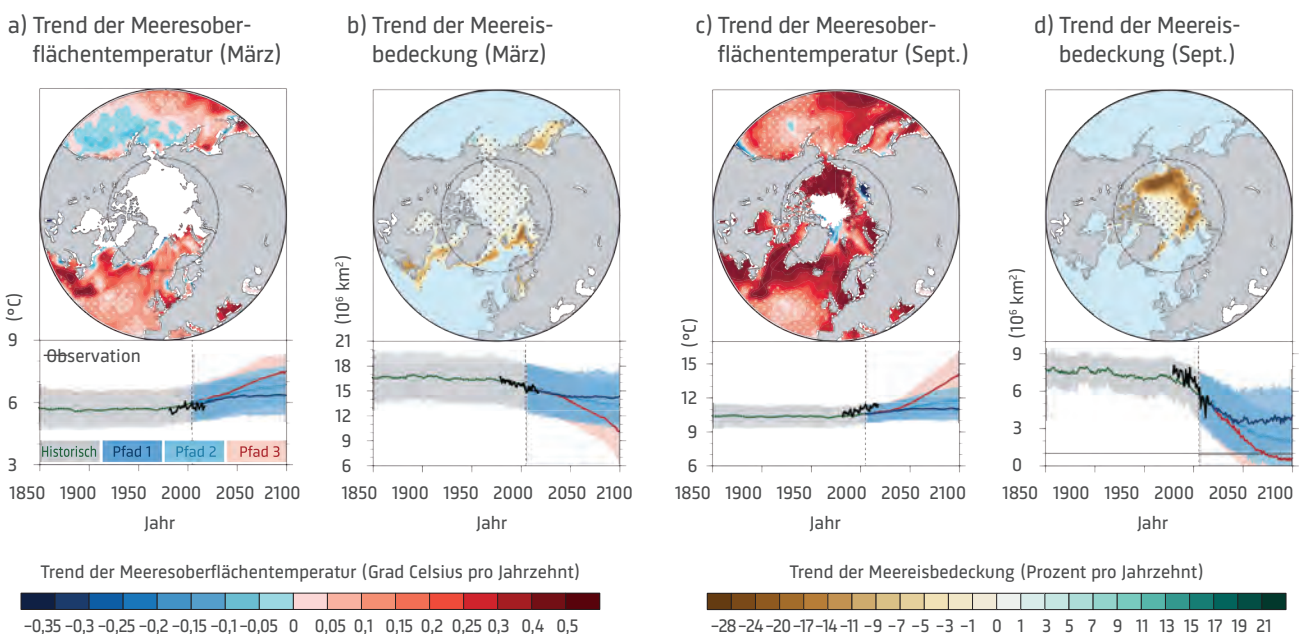 a) Trend der Meeresober-
flächentemperatur (März)
b) Trend der Meereis-
bedeckung (März)
c) Trend der Meeresober-
flächentemperatur (Sept.)
d) Trend der Meereis-
bedeckung (Sept.)
(°C)
9
6
3
Observation
Historisch Pfad 1 Pfad 2 Pfad 3
1850 1900 1950 2000 2050 2100
Jahr
(10⁶ km²)
21
18
15
12
9
6
1850 1900 1950 2000 2050 2100
Jahr
(°C)
15
12
9
6
1850 1900 1950 2000 2050 2100
Jahr
(10⁶ km²)
9
6
3
1
0
1850 1900 1950 2000 2050 2100
Jahr
Trend der Meeresoberflächentemperatur (Grad Celsius pro Jahrzehnt)
−0,35 −0,3 −0,25 −0,2 −0,15 −0,1 −0,05 0 0,05 0,1 0,15 0,2 0,25 0,3 0,4 0,5
Trend der Meereisbedeckung (Prozent pro Jahrzehnt)
−28 −24 −20 −17 −14 −11 −9 −7 −5 −3 −1 0 1 3 5 7 9 11 13 15 17 19 21